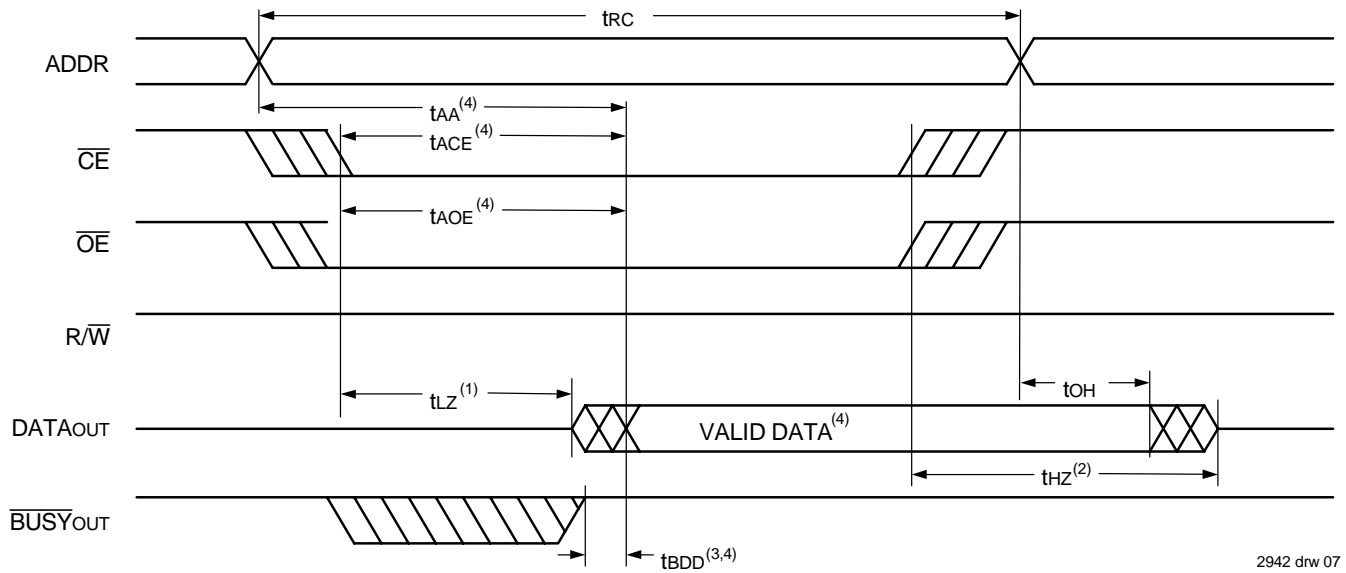 tRC
ADDR
tAA(4)
tACE(4)
CE
tAOE(4)
OE
R/W
tLZ(1)
tOH
DATAOUT
VALID DATA(4)
tHZ(2)
BUSYOUT
tBDD(3,4)
2942 drw 07